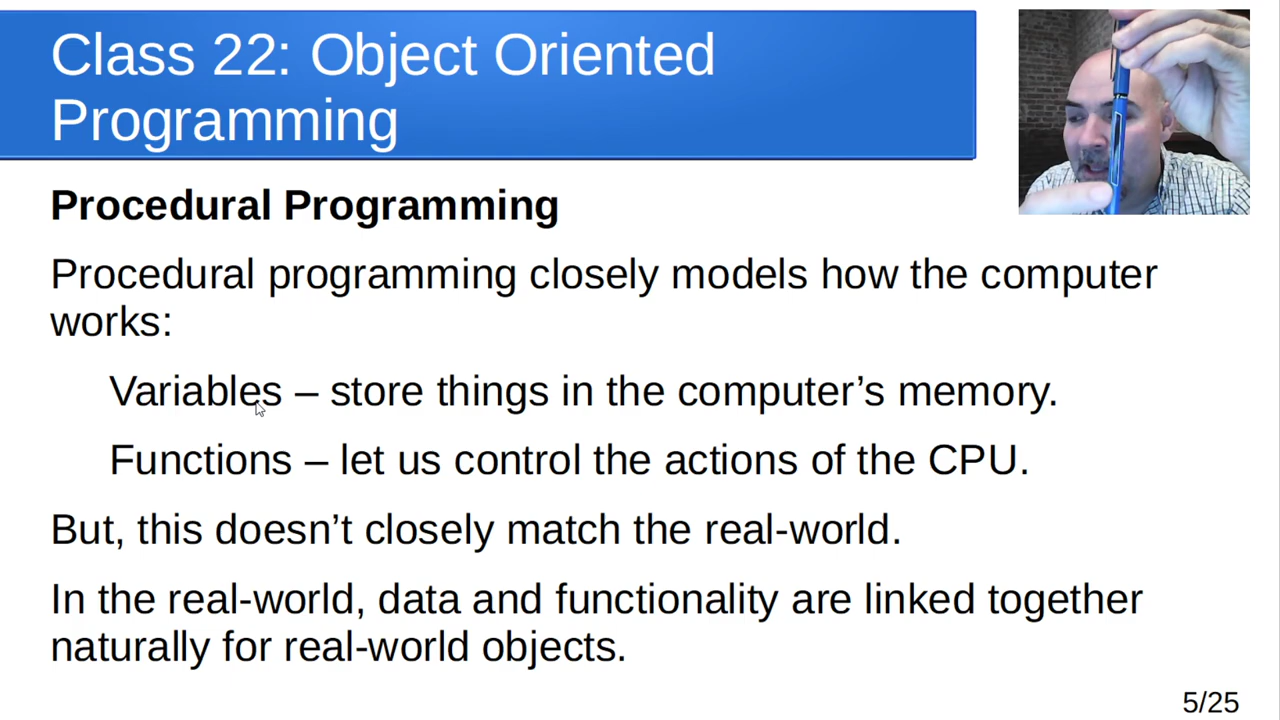 Class 22: Object Oriented
Programming
Procedural Programming
Procedural programming closely models how the computer
works:
Variables – store things in the computer’s memory.
Functions – let us control the actions of the CPU.
But, this doesn’t closely match the real-world.
In the real-world, data and functionality are linked together
naturally for real-world objects.
5/25